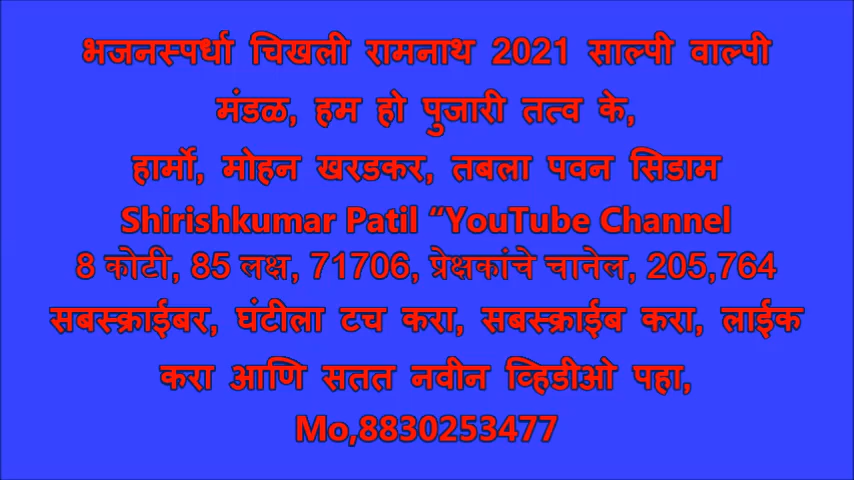 भजनस्पर्धा चिखली रामनाथ 2021 साल्पी वाल्पी
मंडळ, हम हो पुजारी तत्व के,
हार्मो, मोहन खरडकर, तबला पवन सिडाम
Shirishkumar Patil “YouTube Channel
8 कोटी, 85 लक्ष, 71706, प्रेक्षकांचे चानेल, 205,764
सबस्क्राईबर, घंटीला टच करा, सबस्क्राईब करा, लाईक
करा आणि सतत नवीन व्हिडीओ पहा,
Mo,8830253477